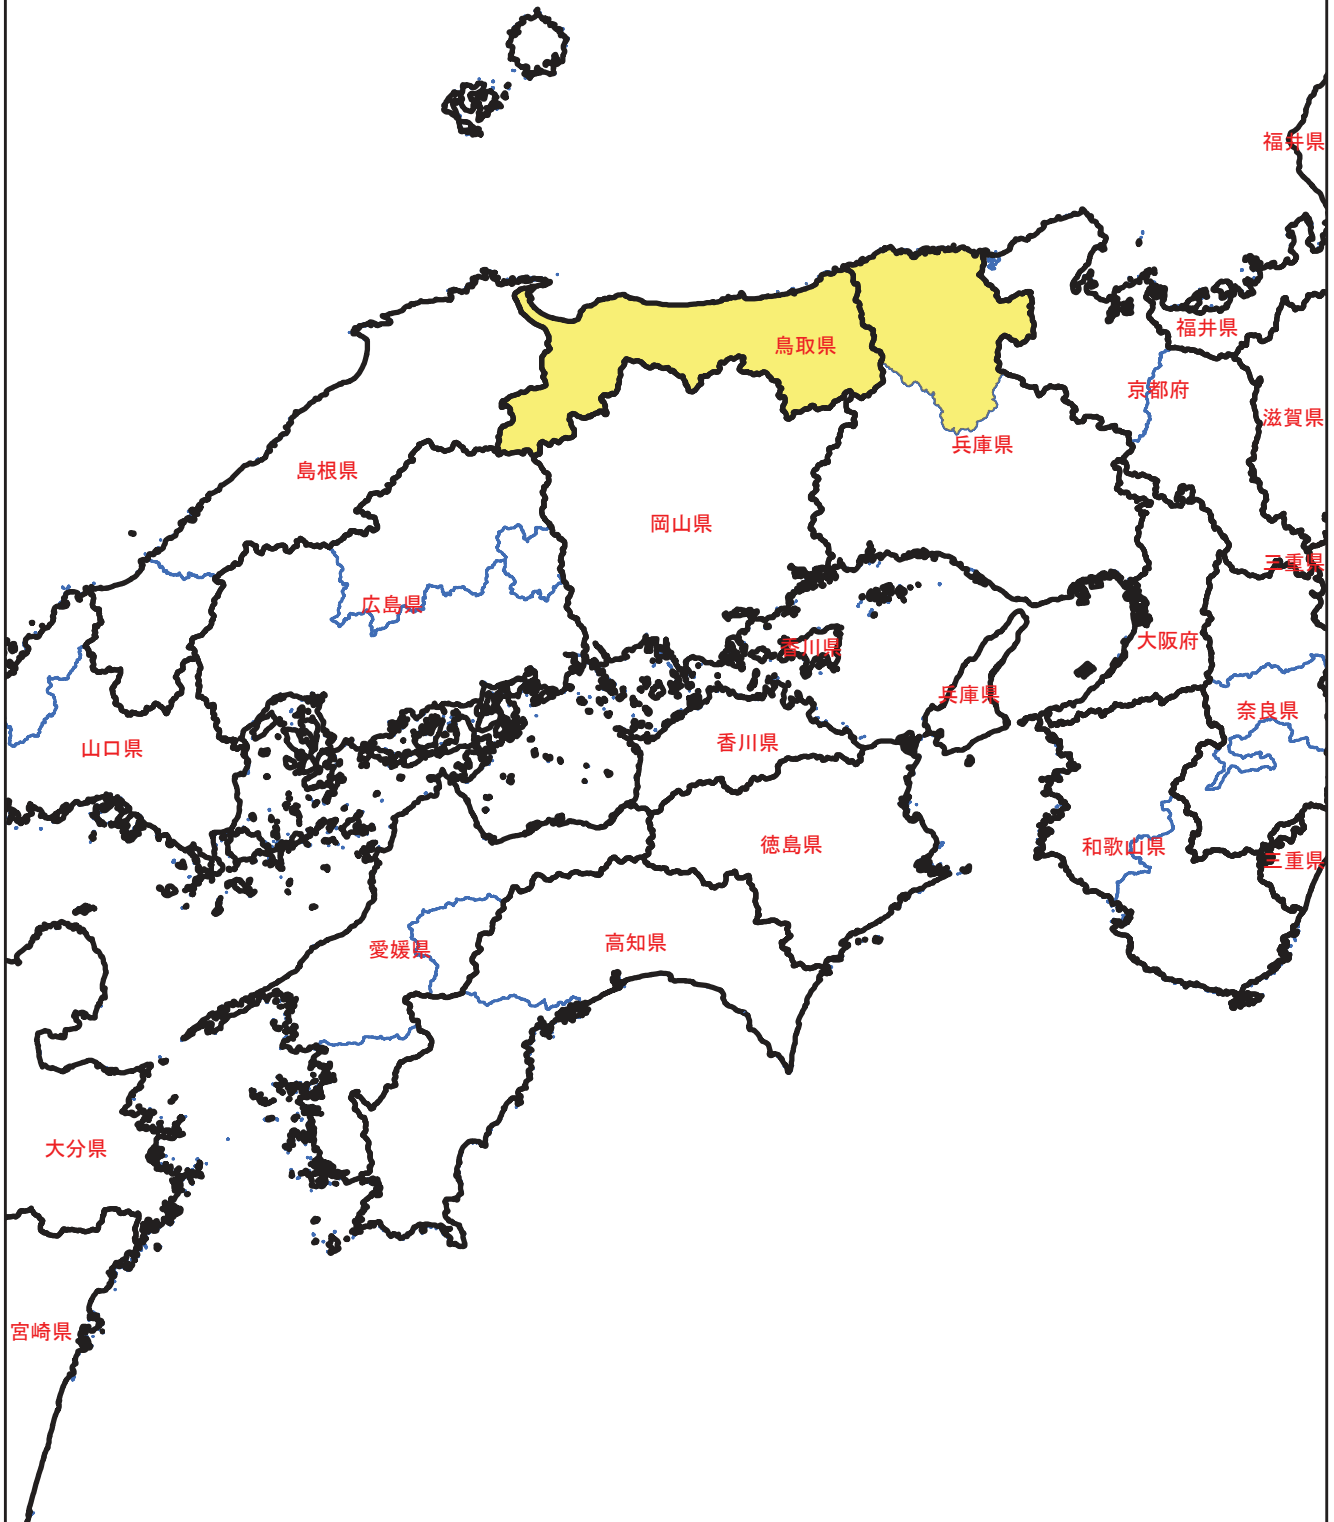 福井県
福井県
鳥取県
京都府
滋賀県
兵庫県
島根県
岡山県
三重県
広島県
大阪府
香川県
兵庫県
奈良県
香川県
山口県
徳島県
和歌山県
三重県
高知県
愛媛県
大分県
宮崎県